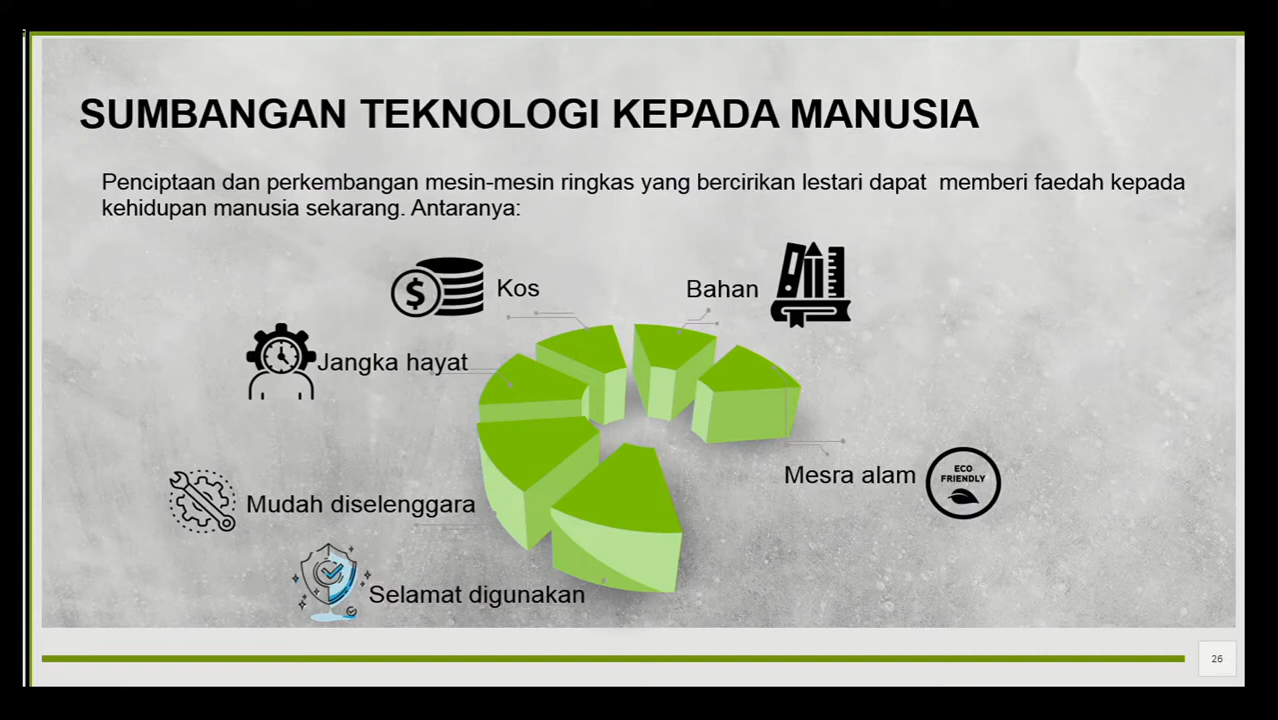 SUMBANGAN TEKNOLOGI KEPADA MANUSIA
Penciptaan dan perkembangan mesin-mesin ringkas yang bercirikan lestari dapat memberi faedah kepada
kehidupan manusia sekarang. Antaranya:
$
Kos
Bahan
Jangka hayat
Mesra alam
ECO
FRIENDLY
Mudah diselenggara
Selamat digunakan
26